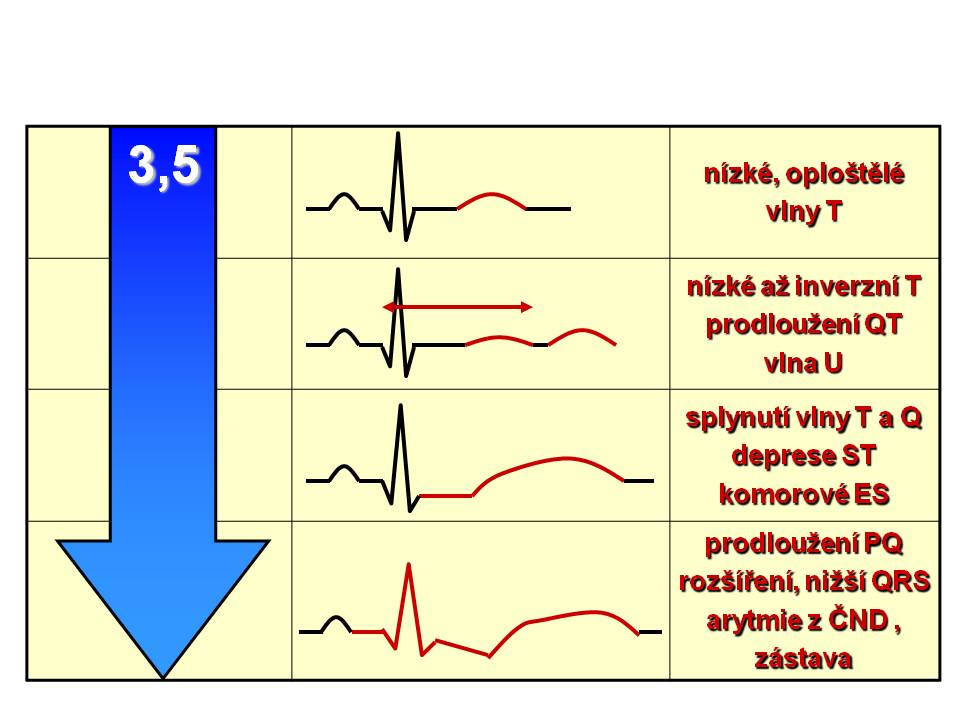 3,5
nízké, oploštělé
vlny T
nízké až inverzní T
prodloužení QT
vlna U
splynutí vlny T a Q
deprese ST
komorové ES
prodloužení PQ
rozšíření, nižší QRS
arytmie z ČND ,
zástava